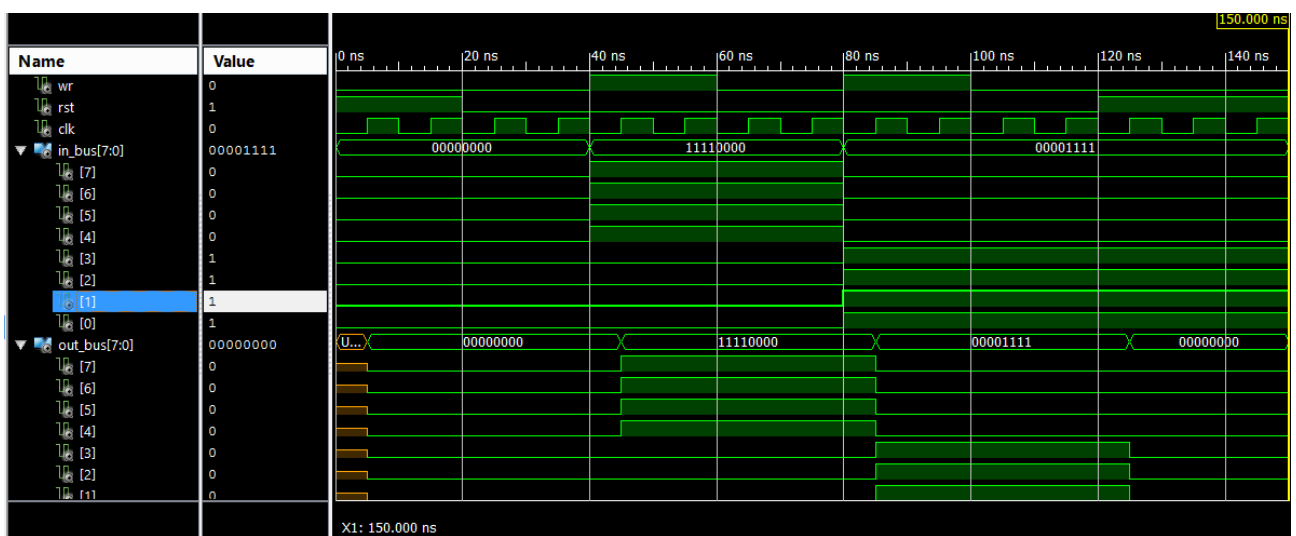 150.000 ns
Name Value 0 ns 20 ns 40 ns 60 ns 80 ns 100 ns 120 ns 140 ns
wr 0
rst 1
clk 0
in_bus[7:0] 00001111 00000000 11110000 00001111
[7] 0
[6] 0
[5] 0
[4] 0
[3] 1
[2] 1
[1] 1
[0] 1
out_bus[7:0] 00000000 U... 00000000 11110000 00001111 00000000
[7] 0
[6] 0
[5] 0
[4] 0
[3] 0
[2] 0
[1] 0
X1: 150.000 ns